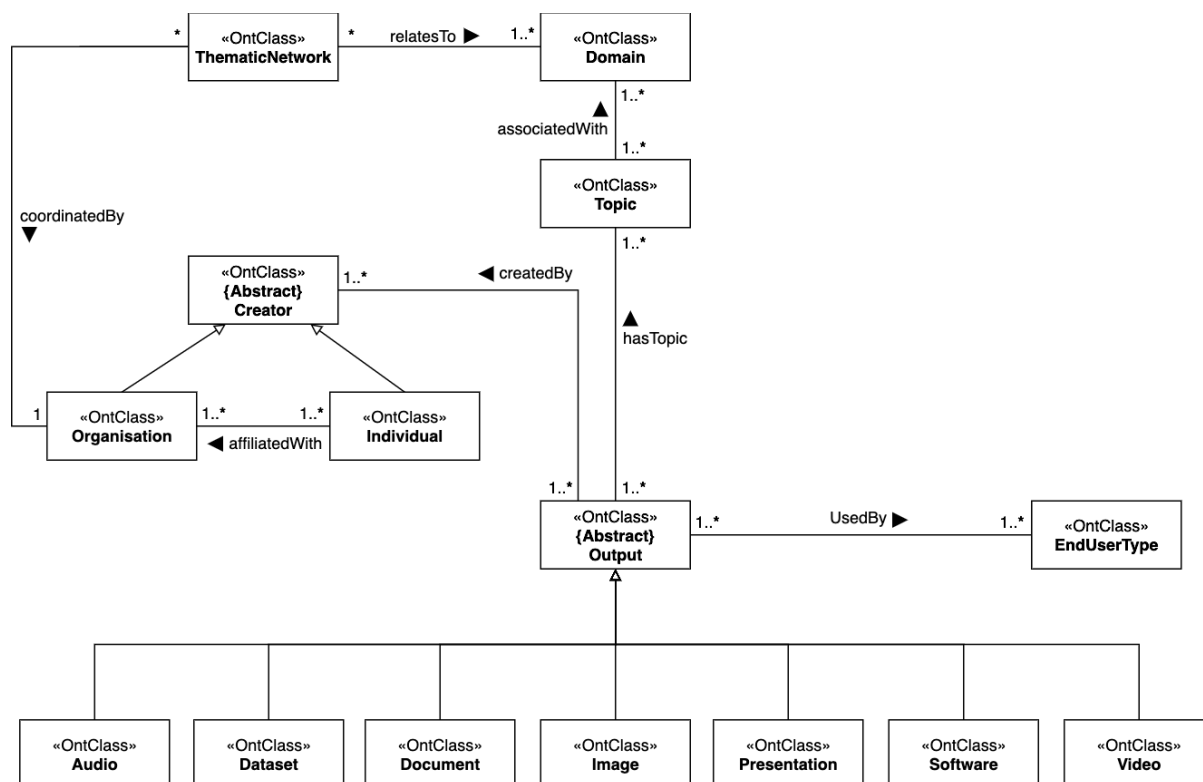 «OntClass»
ThematicNetwork
*
*
relatesTo ▶
1..*
«OntClass»
Domain
1..*
associatedWith
1..*
«OntClass»
Topic
1..*
coordinatedBy
«OntClass»
{Abstract}
Creator
1..*
◀ createdBy
hasTopic
1
«OntClass»
Organisation
1..*
1..*
◀ affiliatedWith
«OntClass»
Individual
1..*
1..*
«OntClass»
{Abstract}
Output
1..*
UsedBy ▶
1..*
«OntClass»
EndUserType
«OntClass»
Audio
«OntClass»
Dataset
«OntClass»
Document
«OntClass»
Image
«OntClass»
Presentation
«OntClass»
Software
«OntClass»
Video